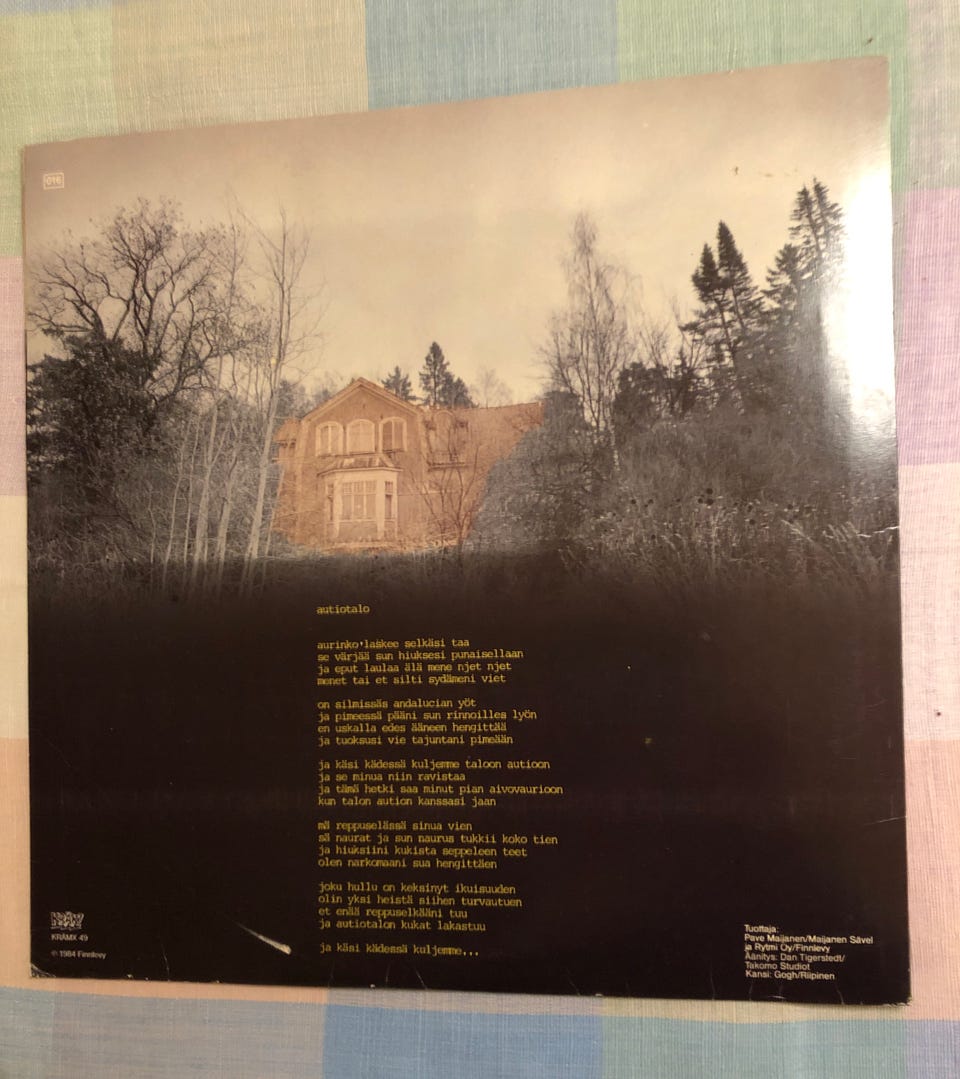 016
autiotalo
aurinko laskee selkäsi taa
se värjää sun hiuksesi punaisellaan
ja eput laulaa älä mene njet njet
menet tai et silti sydämeni viet
on silmissäs andalucian yöt
ja pimeessä pääni sun rinnoilles lyön
en uskalla edes ääneen hengittää
ja tuoksusi vie tajuntani pimeään
ja käsi kädessä kuljemme taloon autioon
ja se minua niin ravistaa
ja tämä hetki saa minut pian aivovaurioon
kun talon aution kanssasi jaan
mä reppuselässä sinua vien
sä naurat ja sun naurus tukkii koko tien
ja hiuksiini kukista seppeleen teet
olen narkomaani sua hengittäen
joku hullu on keksinyt ikuisuuden
olin yksi heistä siihen turvautuen
et enää reppuselkääni tuu
ja autiotalon kukat lakastuu
ja käsi kädessä kuljemme...
KRÄMX 49
℗ 1984 Finnlevy
Tuottaja:
Pave Maijanen/Maijanen Sävel
ja Rytmi Oy/Finnlevy
Äänitys: Dan Tigerstedt/
Takomo Studiot
Kansi: Gogh/Riipinen